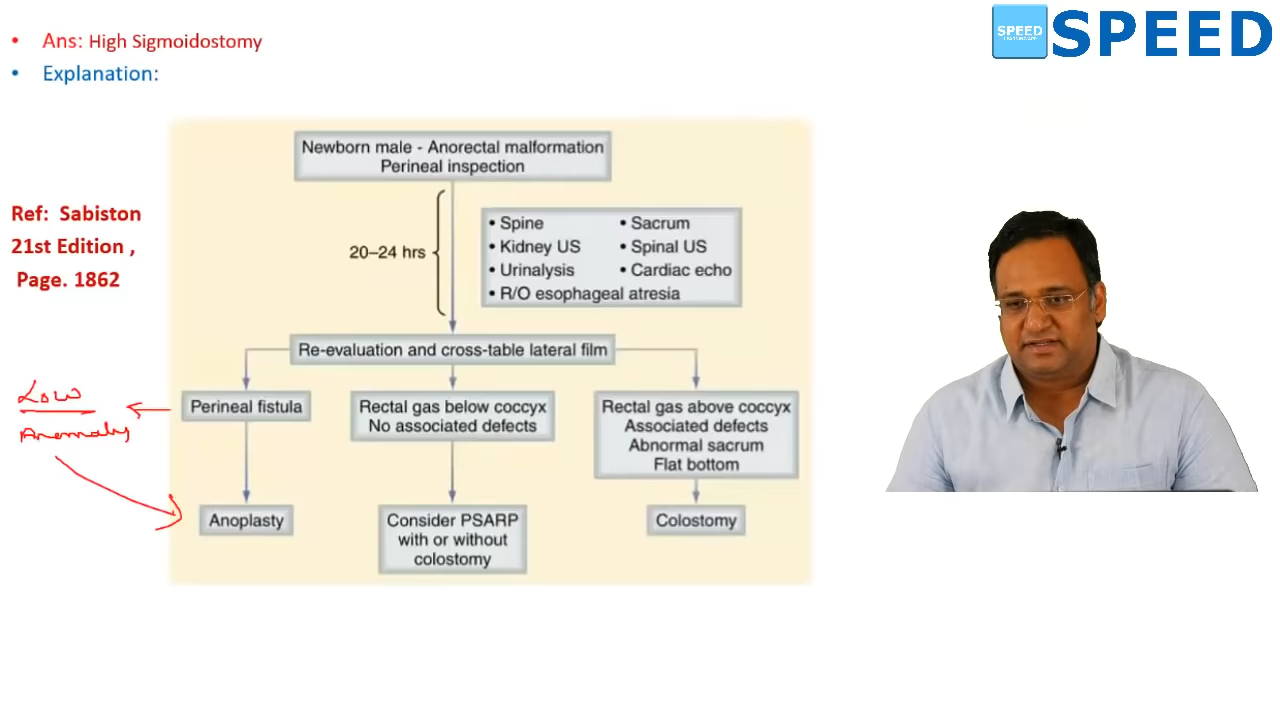 • Ans: High Sigmoidostomy
• Explanation:
SPEED
LEARNING APP
SPEED
Newborn male - Anorectal malformation
Perineal inspection
Ref: Sabiston
21st Edition ,
Page. 1862
20–24 hrs
• Spine
• Sacrum
• Kidney US
• Spinal US
• Urinalysis
• Cardiac echo
• R/O esophageal atresia
Re-evaluation and cross-table lateral film
Low
Anomaly
Perineal fistula
Rectal gas below coccyx
No associated defects
Rectal gas above coccyx
Associated defects
Abnormal sacrum
Flat bottom
Anoplasty
Consider PSARP
with or without
colostomy
Colostomy